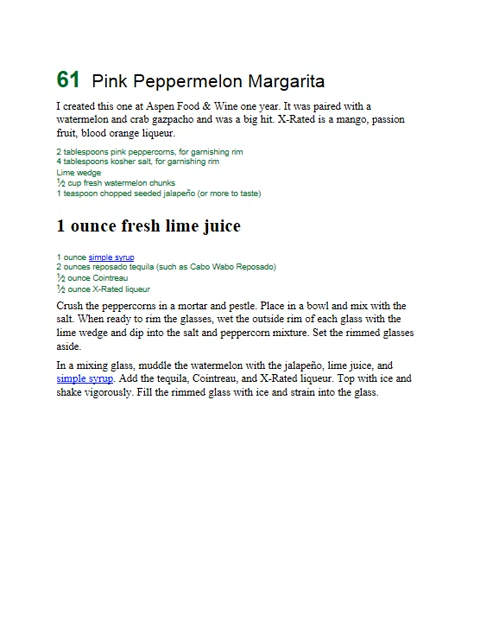 61 Pink Peppermelon Margarita
I created this one at Aspen Food & Wine one year. It was paired with a
watermelon and crab gazpacho and was a big hit. X-Rated is a mango, passion
fruit, blood orange liqueur.
2 tablespoons pink peppercorns, for garnishing rim
4 tablespoons kosher salt, for garnishing rim
Lime wedge
½ cup fresh watermelon chunks
1 teaspoon chopped seeded jalapeño (or more to taste)
1 ounce fresh lime juice
1 ounce simple syrup
2 ounces reposado tequila (such as Cabo Wabo Reposado)
½ ounce Cointreau
½ ounce X-Rated liqueur
Crush the peppercorns in a mortar and pestle. Place in a bowl and mix with the
salt. When ready to rim the glasses, wet the outside rim of each glass with the
lime wedge and dip into the salt and peppercorn mixture. Set the rimmed glasses
aside.
In a mixing glass, muddle the watermelon with the jalapeño, lime juice, and
simple syrup. Add the tequila, Cointreau, and X-Rated liqueur. Top with ice and
shake vigorously. Fill the rimmed glass with ice and strain into the glass.